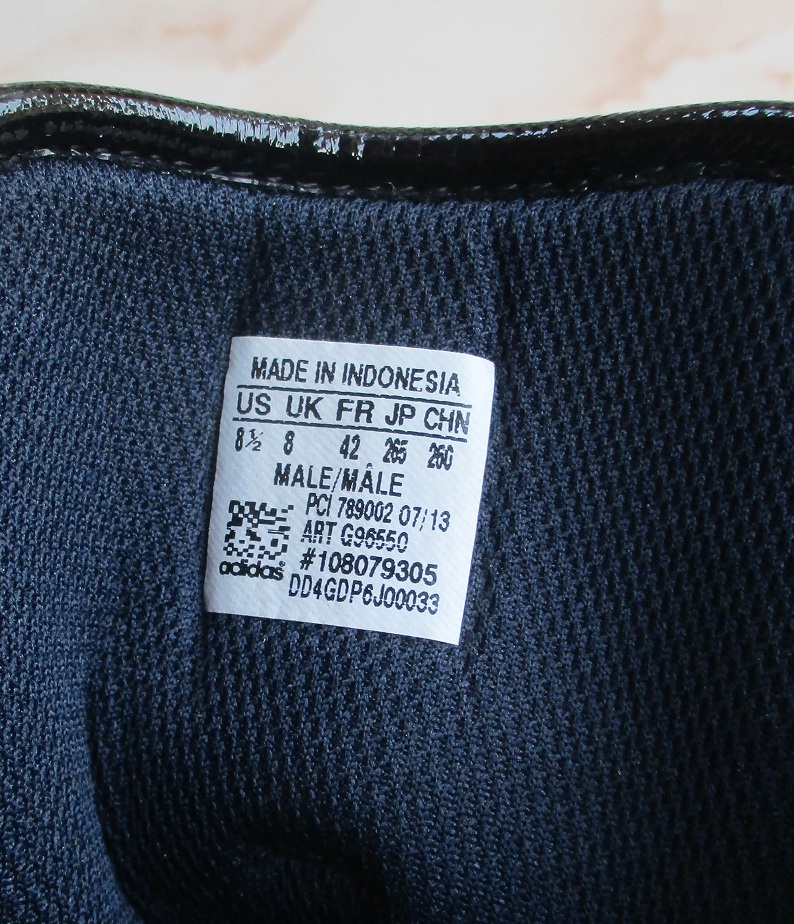 MADE IN INDONESIA
US UK FR JP CHN
8½ 8 42 265 260
MALE/MÂLE
PCI 789002 07/13
ART G96550
#108079305
adidas
DD4GDP6J00033